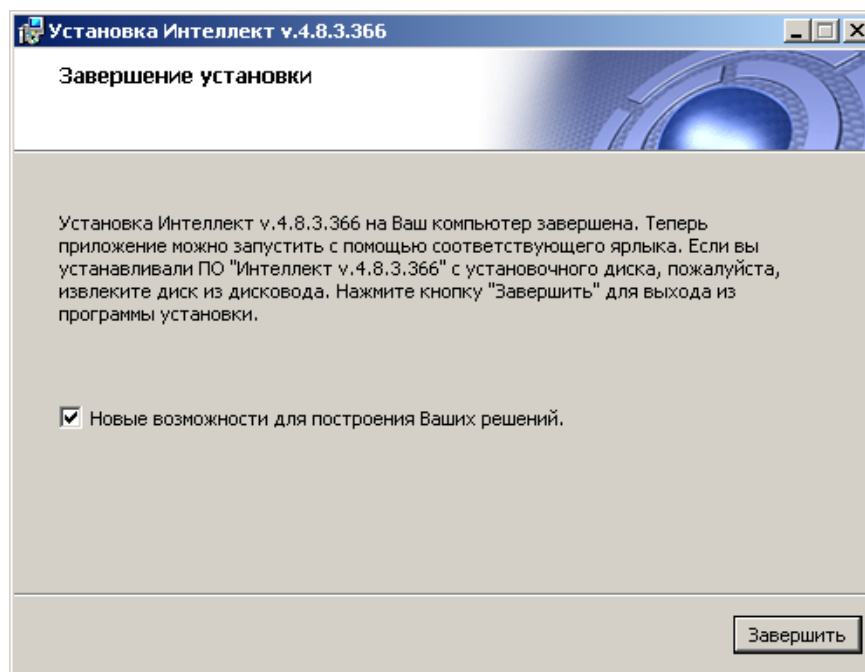 Установка Интеллект v.4.8.3.366
Завершение установки
Установка Интеллект v.4.8.3.366 на Ваш компьютер завершена. Теперь
приложение можно запустить с помощью соответствующего ярлыка. Если вы
устанавливали ПО "Интеллект v.4.8.3.366" с установочного диска, пожалуйста,
извлеките диск из дисковода. Нажмите кнопку "Завершить" для выхода из
программы установки.
Новые возможности для построения Ваших решений.
Завершить